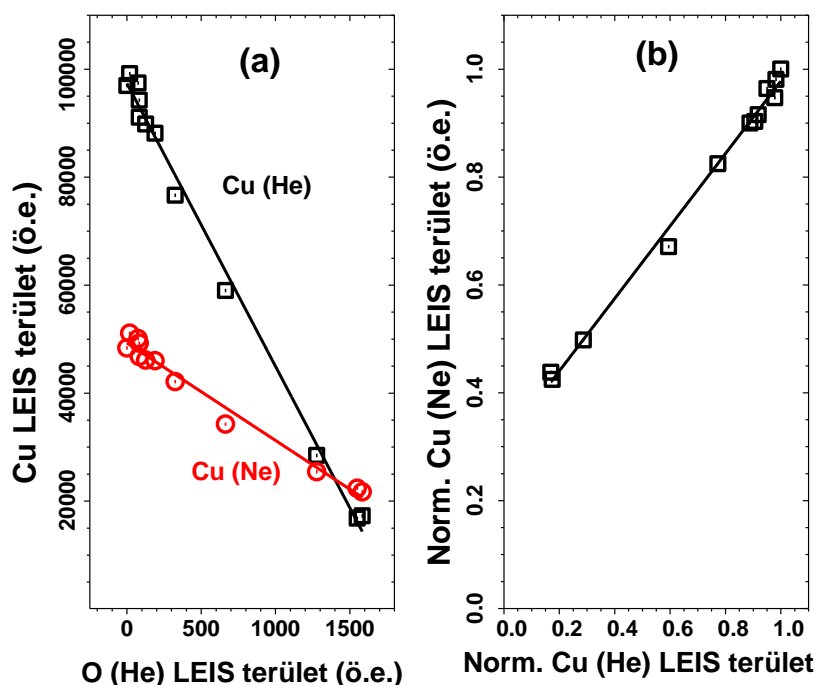 (a)
Cu (He)
Cu (Ne)
Cu LEIS terület (ö.e.)
100000
80000
60000
40000
20000
0 500 1000 1500
O (He) LEIS terület (ö.e.)
(b)
Norm. Cu (Ne) LEIS terület (ö.e.)
1.0
0.8
0.6
0.4
0.2
0.0
0.0 0.2 0.4 0.6 0.8 1.0
Norm. Cu (He) LEIS terület